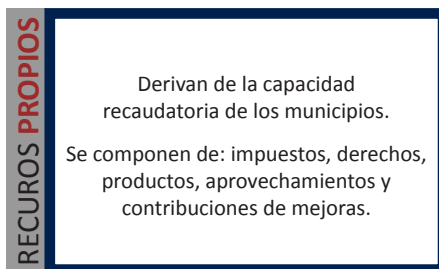 RECUROS PROPIOS
Derivan de la capacidad
recaudatoria de los municipios.
Se componen de: impuestos, derechos,
productos, aprovechamientos y
contribuciones de mejoras.